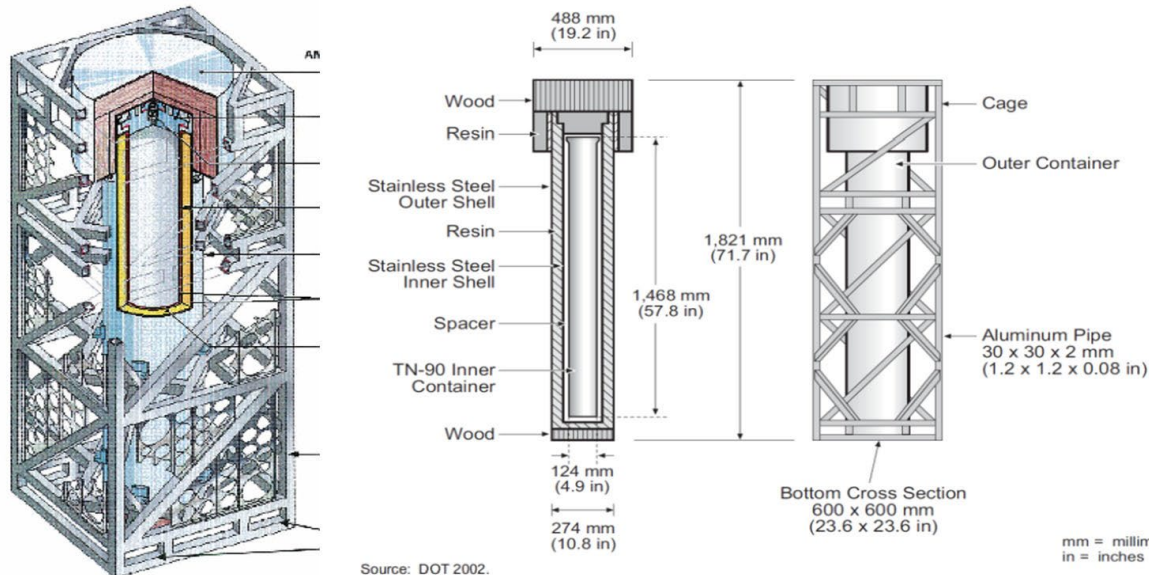 AN
488 mm
(19.2 in)
Wood
Resin
Stainless Steel
Outer Shell
Resin
Stainless Steel
Inner Shell
Spacer
TN-90 Inner
Container
Wood
1,468 mm
(57.8 in)
1,821 mm
(71.7 in)
124 mm
(4.9 in)
274 mm
(10.8 in)
Cage
Outer Container
Aluminum Pipe
30 x 30 x 2 mm
(1.2 x 1.2 x 0.08 in)
Bottom Cross Section
600 x 600 mm
(23.6 x 23.6 in)
mm = millim
in = inches
Source: DOT 2002.